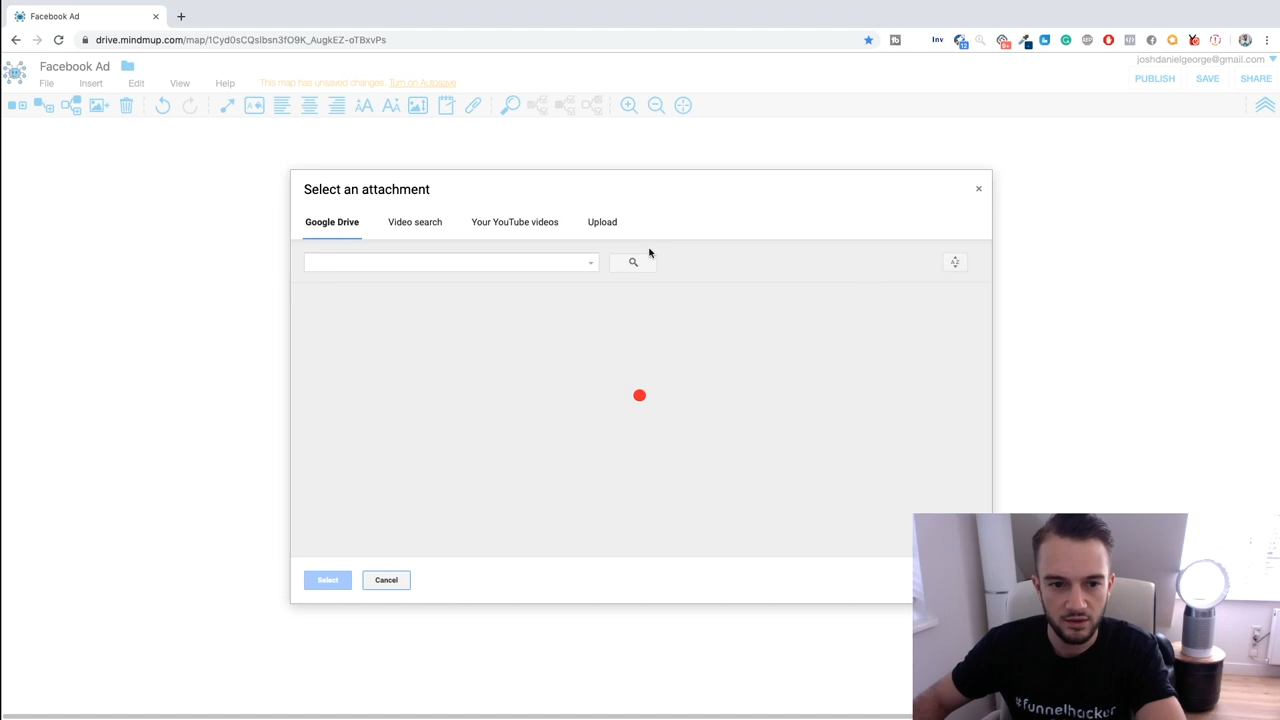 Facebook Ad
drive.mindmup.com/map/1Cyd0sCQsIbsn3fO9K_AugkEZ-oTBxvPs
Inv
Facebook Ad
joshdanielgeorge@gmail.com
File Insert Edit View Help
This map has unsaved changes. Turn on Autosave
PUBLISH SAVE SHARE
Select an attachment
Google Drive Video search Your YouTube videos Upload
Select Cancel
#funnelhacker